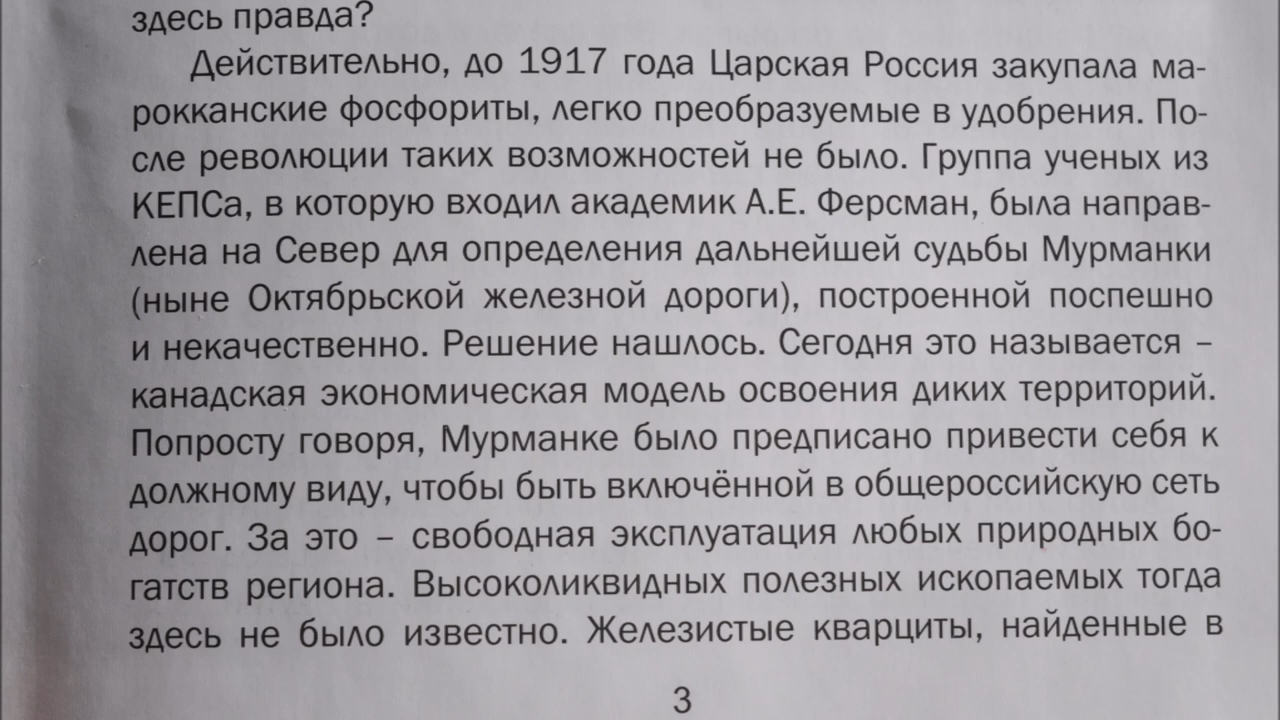 здесь правда?
Действительно, до 1917 года Царская Россия закупала ма-
рокканские фосфориты, легко преобразуемые в удобрения. По-
сле революции таких возможностей не было. Группа ученых из
КЕПСа, в которую входил академик А.Е. Ферсман, была направ-
лена на Север для определения дальнейшей судьбы Мурманки
(ныне Октябрьской железной дороги), построенной поспешно
и некачественно. Решение нашлось. Сегодня это называется –
канадская экономическая модель освоения диких территорий.
Попросту говоря, Мурманке было предписано привести себя к
должному виду, чтобы быть включённой в общероссийскую сеть
дорог. За это – свободная эксплуатация любых природных бо-
гатств региона. Высоколиквидных полезных ископаемых тогда
здесь не было известно. Железистые кварциты, найденные в
3